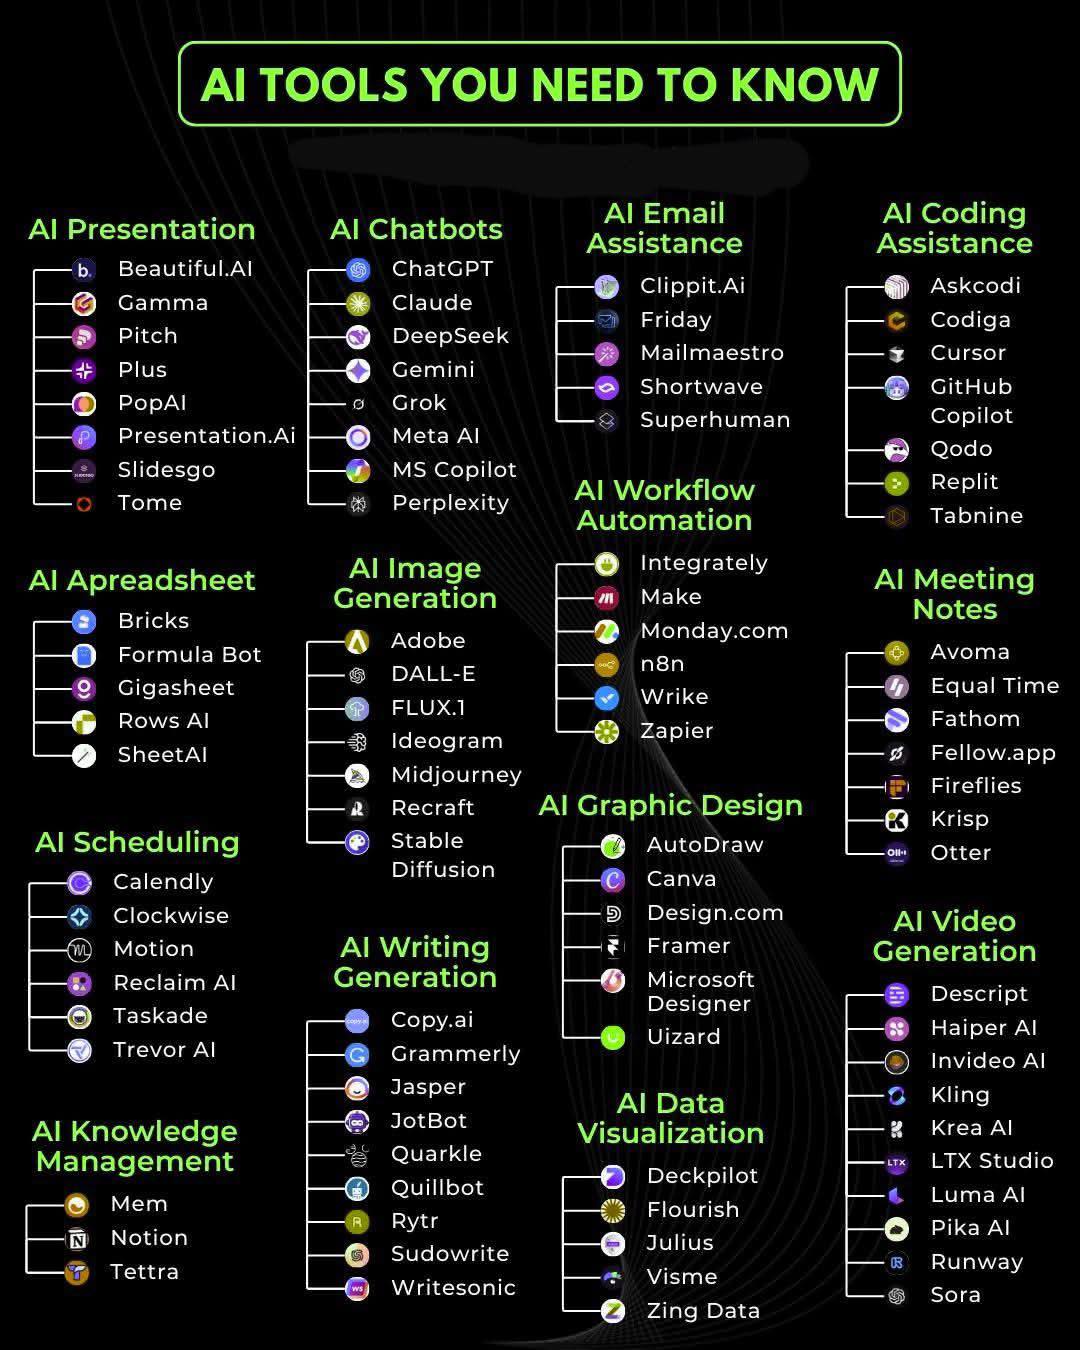 AI TOOLS YOU NEED TO KNOW
AI Presentation
Beautiful.AI
Gamma
Pitch
Plus
PopAI
Presentation.Ai
Slidesgo
Tome
AI Apreadsheet
Bricks
Formula Bot
Gigasheet
Rows AI
SheetAI
AI Scheduling
Calendly
Clockwise
Motion
Reclaim AI
Taskade
Trevor AI
AI Knowledge
Management
Mem
Notion
Tettra
AI Chatbots
ChatGPT
Claude
DeepSeek
Gemini
Grok
Meta AI
MS Copilot
Perplexity
AI Image
Generation
Adobe
DALL-E
FLUX.1
Ideogram
Midjourney
Recraft
Stable
Diffusion
AI Writing
Generation
Copy.ai
Grammerly
Jasper
JotBot
Quarkle
Quillbot
Rytr
Sudowrite
Writesonic
AI Email
Assistance
Clippit.Ai
Friday
Mailmaestro
Shortwave
Superhuman
AI Workflow
Automation
Integrately
Make
Monday.com
n8n
Wrike
Zapier
AI Graphic Design
AutoDraw
Canva
Design.com
Framer
Microsoft
Designer
Uizard
AI Data
Visualization
Deckpilot
Flourish
Julius
Visme
Zing Data
AI Coding
Assistance
Askcodi
Codiga
Cursor
GitHub
Copilot
Qodo
Replit
Tabnine
AI Meeting
Notes
Avoma
Equal Time
Fathom
Fellow.app
Fireflies
Krisp
Otter
AI Video
Generation
Descript
Haiper AI
Invideo AI
Kling
Krea AI
LTX Studio
Luma AI
Pika AI
Runway
Sora